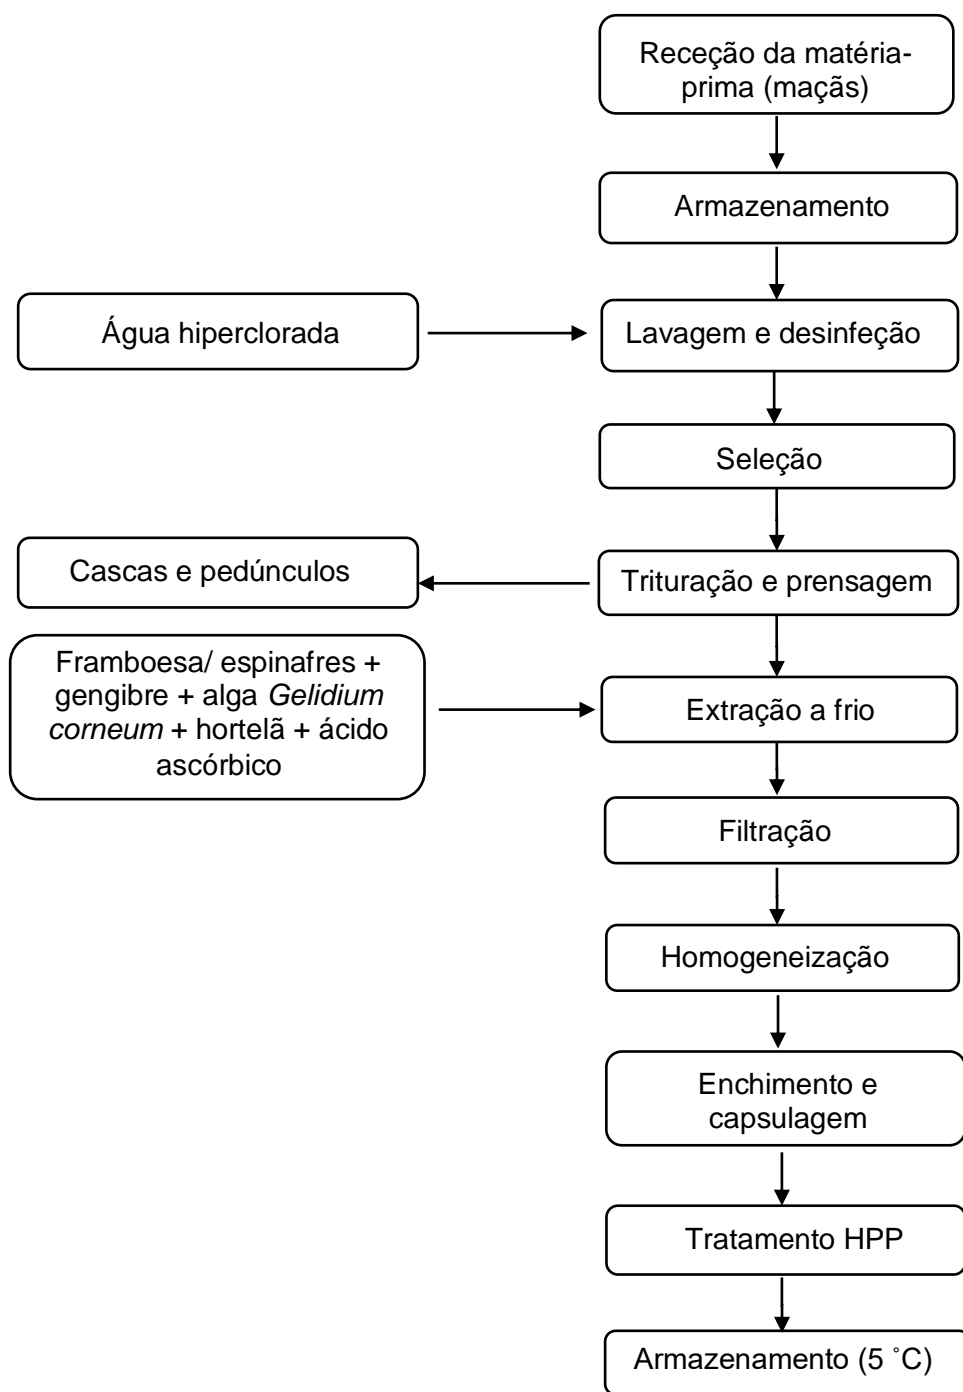 Receção da matéria-
prima (maçãs)
Armazenamento
Água hiperclorada
Lavagem e desinfeção
Seleção
Cascas e pedúnculos
Trituração e prensagem
Framboesa/ espinafres +
gengibre + alga Gelidium
corneum + hortelã + ácido
ascórbico
Extração a frio
Filtração
Homogeneização
Enchimento e
capsulagem
Tratamento HPP
Armazenamento (5 ˚C)